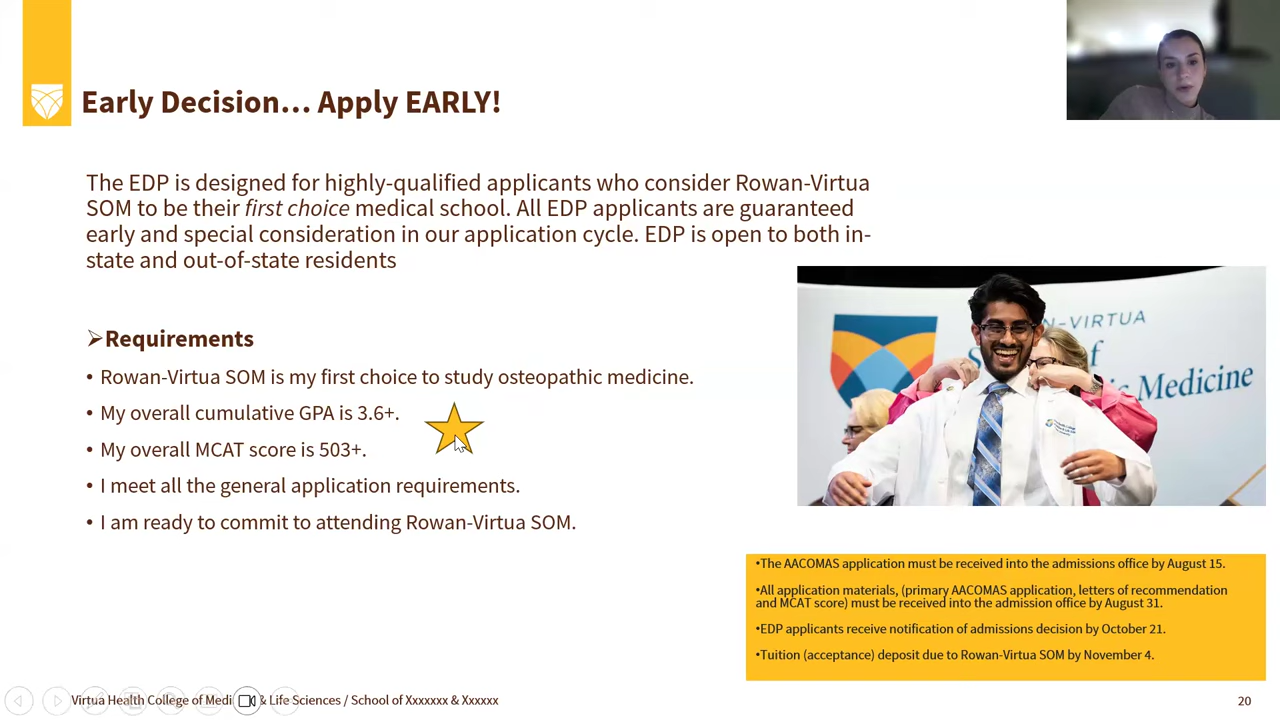 Early Decision... Apply EARLY!
The EDP is designed for highly-qualified applicants who consider Rowan-Virtua
SOM to be their first choice medical school. All EDP applicants are guaranteed
early and special consideration in our application cycle. EDP is open to both in-
state and out-of-state residents
➢Requirements
• Rowan-Virtua SOM is my first choice to study osteopathic medicine.
• My overall cumulative GPA is 3.6+.
• My overall MCAT score is 503+.
• I meet all the general application requirements.
• I am ready to commit to attending Rowan-Virtua SOM.
N-VIRTUA
S f
Medicine
•The AACOMAS application must be received into the admissions office by August 15.
•All application materials, (primary AACOMAS application, letters of recommendation
and MCAT score) must be received into the admission office by August 31.
•EDP applicants receive notification of admissions decision by October 21.
•Tuition (acceptance) deposit due to Rowan-Virtua SOM by November 4.
Virtua Health College of Medi & Life Sciences / School of Xxxxxxx & Xxxxxx
20